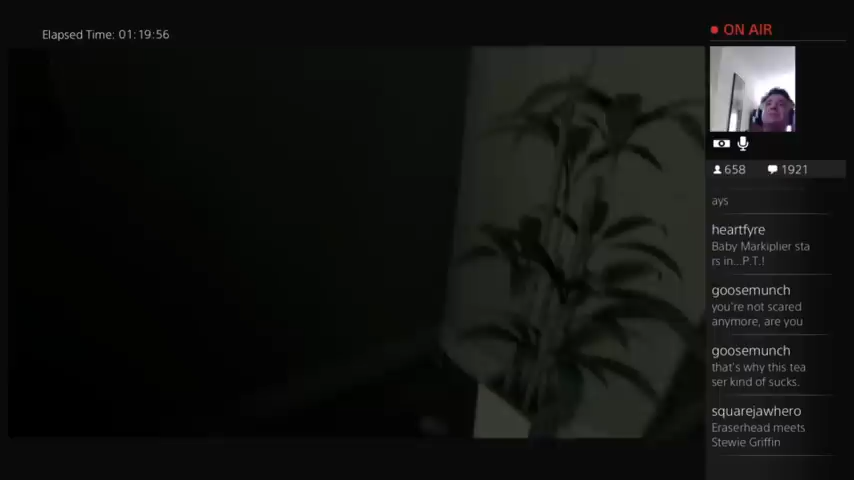 Elapsed Time: 01:19:56
ON AIR
658 1921
ays
heartfyre
Baby Markiplier sta
rs in...P.T.!
goosemunch
you're not scared
anymore, are you
goosemunch
that's why this tea
ser kind of sucks.
squarejawhero
Eraserhead meets
Stewie Griffin